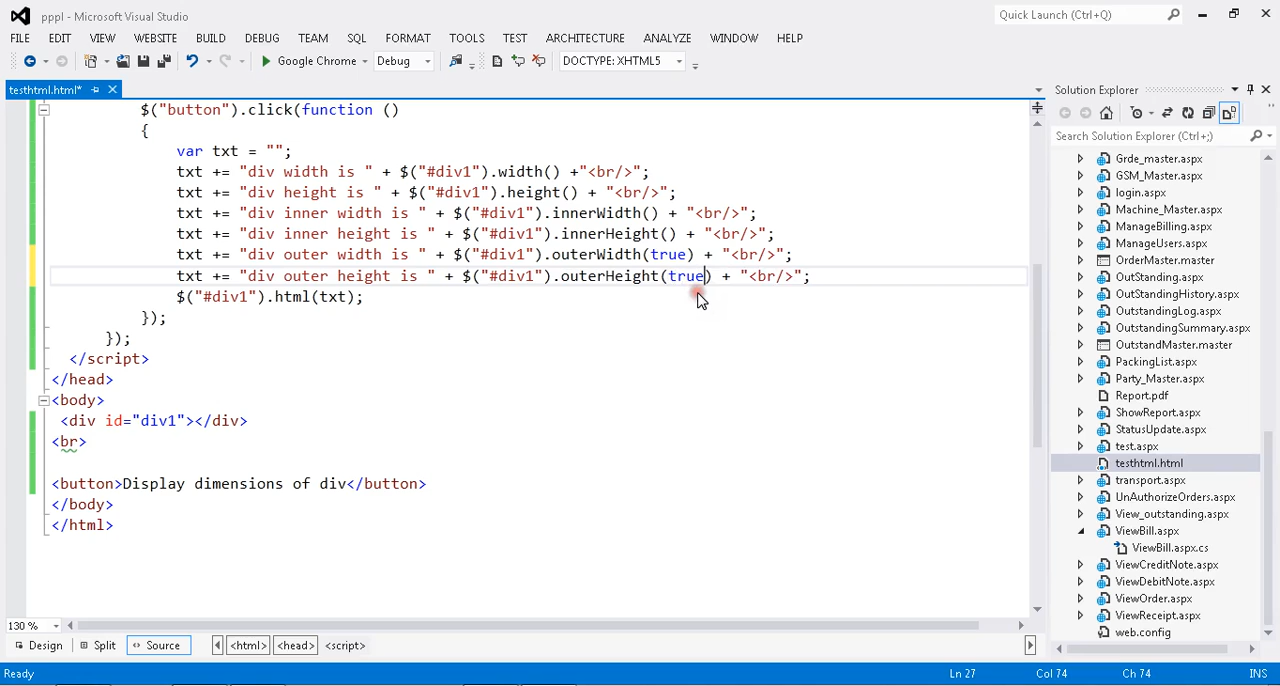 pppl - Microsoft Visual Studio
Quick Launch (Ctrl+Q)
FILE EDIT VIEW WEBSITE BUILD DEBUG TEAM SQL FORMAT TOOLS TEST ARCHITECTURE ANALYZE WINDOW HELP
Google Chrome Debug DOCTYPE: XHTML5
testhtml.html*
$("button").click(function ()
{
var txt = "";
txt += "div width is " + $("#div1").width() +"<br/>";
txt += "div height is " + $("#div1").height() + "<br/>";
txt += "div inner width is " + $("#div1").innerWidth() + "<br/>";
txt += "div inner height is " + $("#div1").innerHeight() + "<br/>";
txt += "div outer width is " + $("#div1").outerWidth(true) + "<br/>";
txt += "div outer height is " + $("#div1").outerHeight(true) + "<br/>";
$("#div1").html(txt);
});
});
</script>
</head>
<body>
<div id="div1"></div>
<br>
<button>Display dimensions of div</button>
</body>
</html>
130 %
Design Split Source <html> <head> <script>
Solution Explorer
Search Solution Explorer (Ctrl+;)
Grde_master.aspx
GSM_Master.aspx
login.aspx
Machine_Master.aspx
ManageBilling.aspx
ManageUsers.aspx
OrderMaster.master
OutStanding.aspx
OutStandingHistory.aspx
OutstandingLog.aspx
OutstandingSummary.aspx
OutstandMaster.master
PackingList.aspx
Party_Master.aspx
Report.pdf
ShowReport.aspx
StatusUpdate.aspx
test.aspx
testhtml.html
transport.aspx
UnAuthorizeOrders.aspx
View_outstanding.aspx
ViewBill.aspx
ViewBill.aspx.cs
ViewCreditNote.aspx
ViewDebitNote.aspx
ViewOrder.aspx
ViewReceipt.aspx
web.config
Ready Ln 27 Col 74 Ch 74 INS